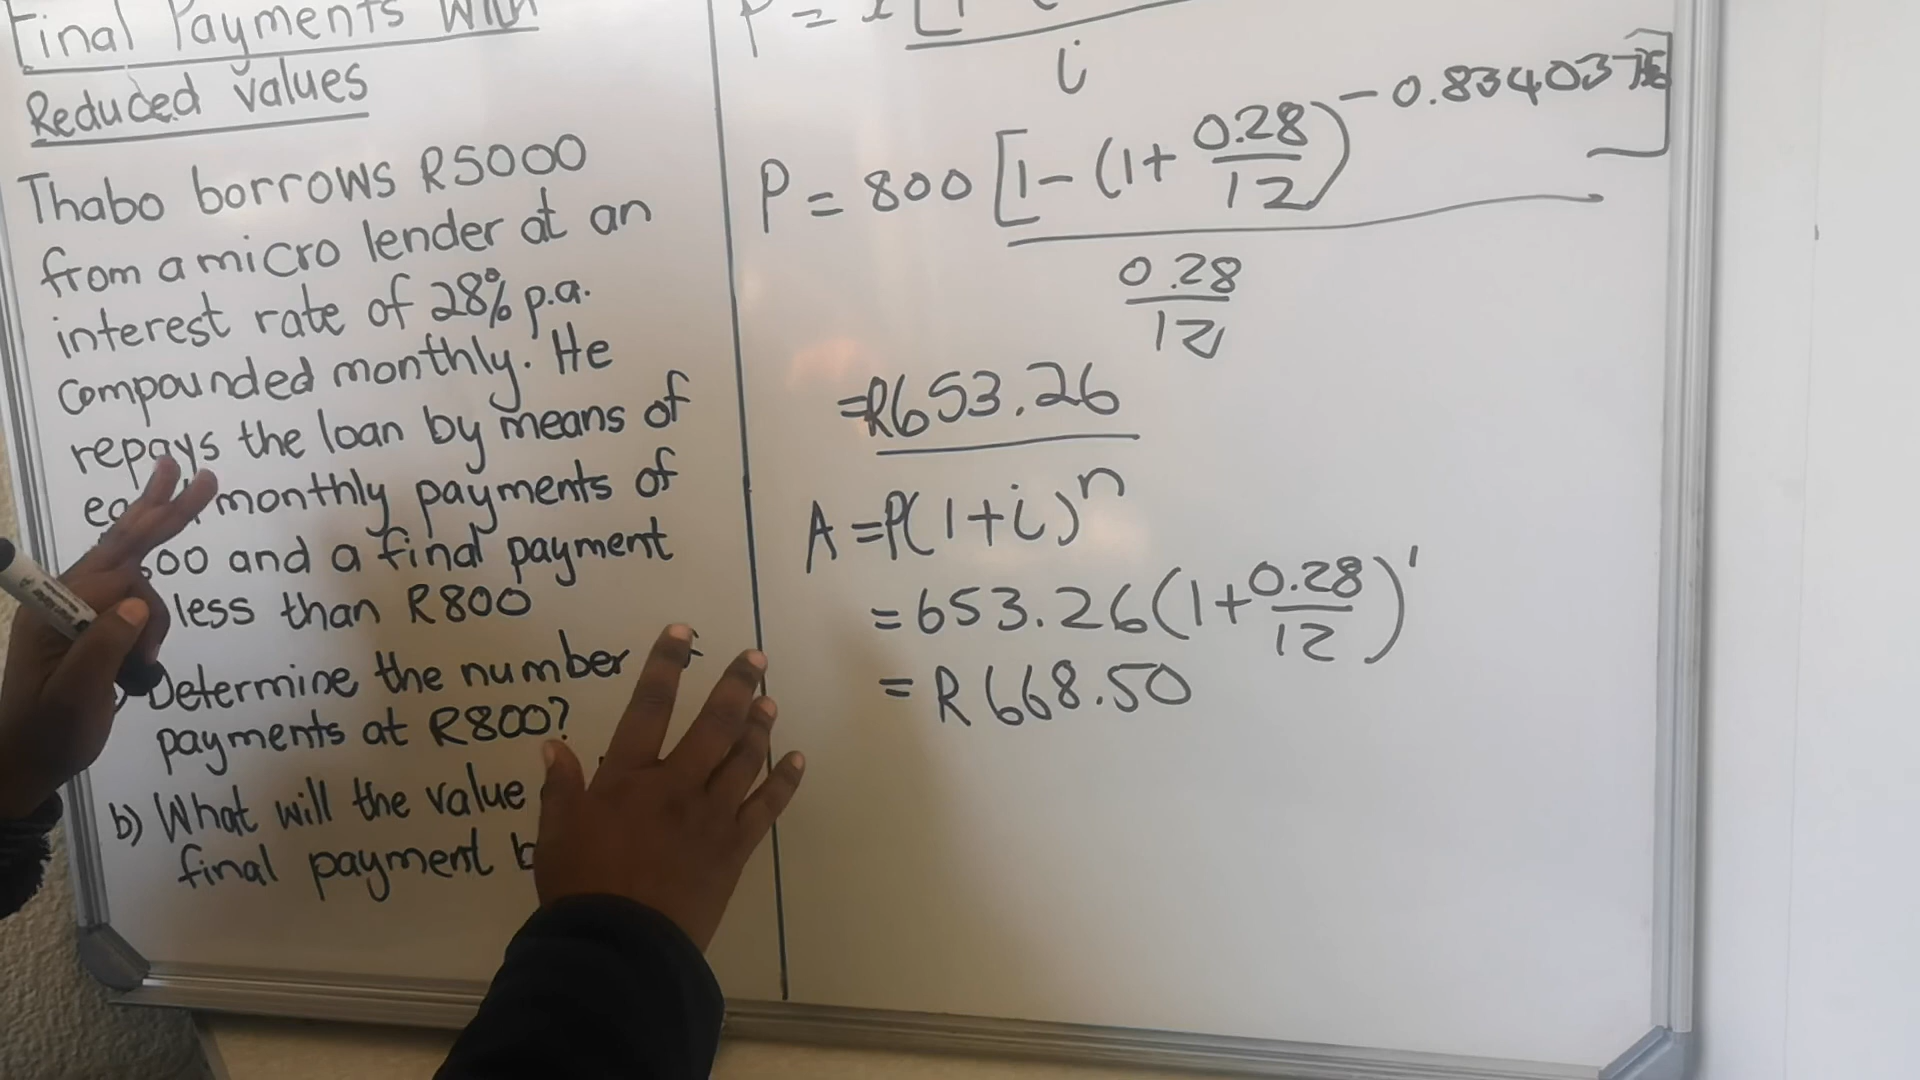 Final Payments With
Reduced values
Thabo borrows R5000
from a micro lender at an
interest rate of 28% p.a.
compounded monthly. He
repays the loan by means of
monthly payments of
00 and a final payment
less than R800
Determine the number
payments at R800?
b) What will the value
final payment
P =
i
P = 800 [1-(1+ 0.28/12)^-0.834037]
0.28
12
=R653.26
A =P(1+i)^n
= 653.26(1+0.28/12)^1
= R668.50